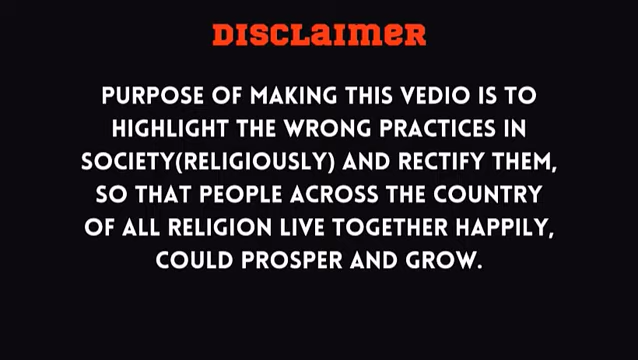 DISCLAIMER
PURPOSE OF MAKING THIS VEDIO IS TO
HIGHLIGHT THE WRONG PRACTICES IN
SOCIETY(RELIGIOUSLY) AND RECTIFY THEM,
SO THAT PEOPLE ACROSS THE COUNTRY
OF ALL RELIGION LIVE TOGETHER HAPPILY,
COULD PROSPER AND GROW.